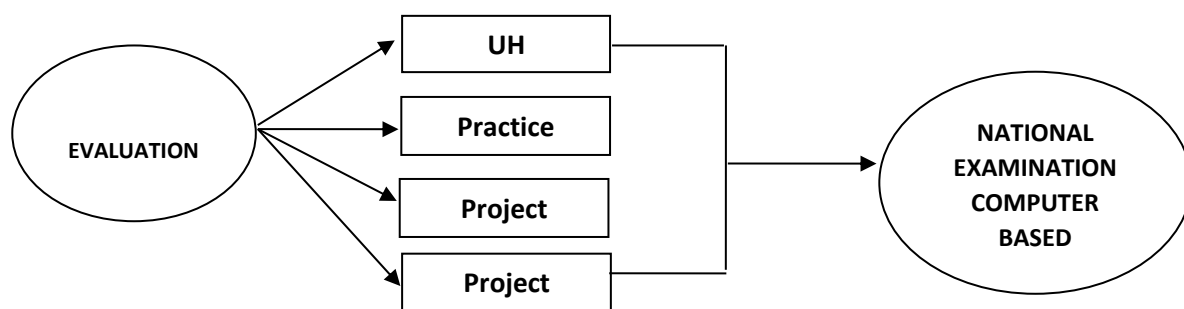 EVALUATION
UH
Practice
Project
Project
NATIONAL
EXAMINATION
COMPUTER
BASED